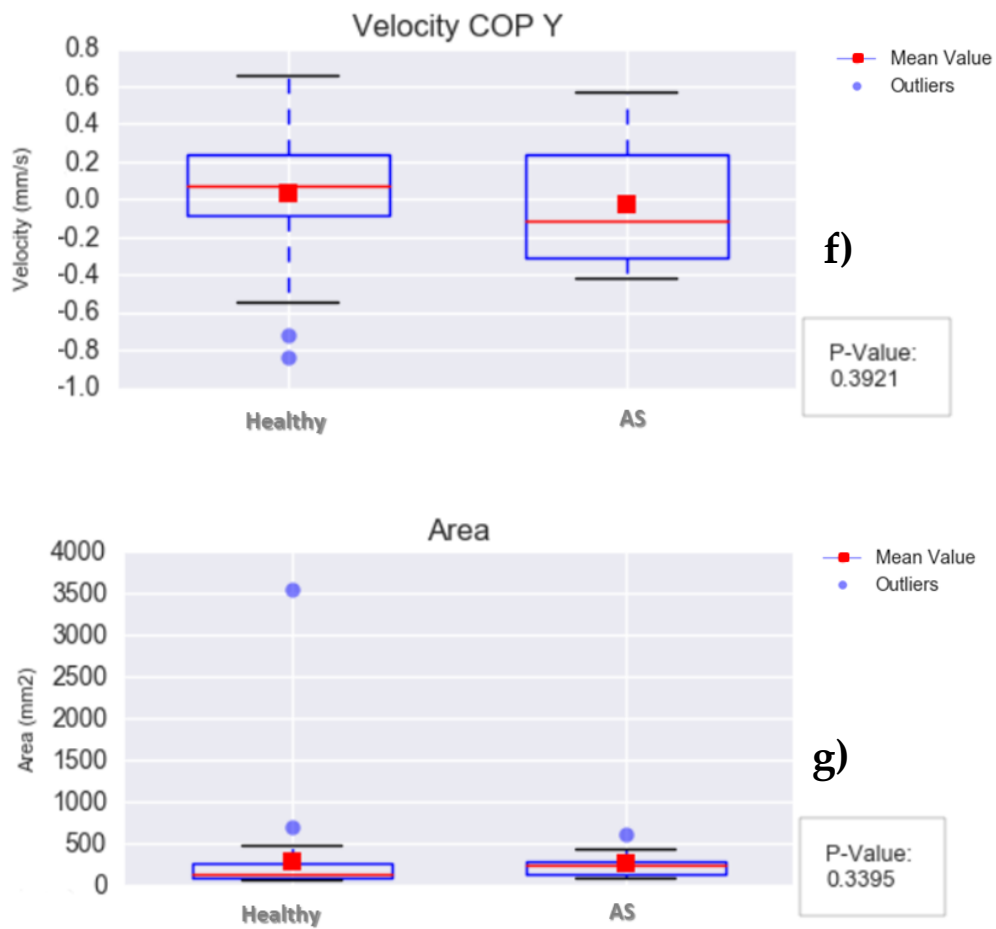 Velocity COP Y
0.8
0.6
0.4
0.2
0.0
-0.2
-0.4
-0.6
-0.8
-1.0
Velocity (mm/s)
Healthy
AS
Mean Value
Outliers
f)
P-Value:
0.3921
Area
4000
3500
3000
2500
2000
1500
1000
500
0
Area (mm2)
Healthy
AS
Mean Value
Outliers
g)
P-Value:
0.3395